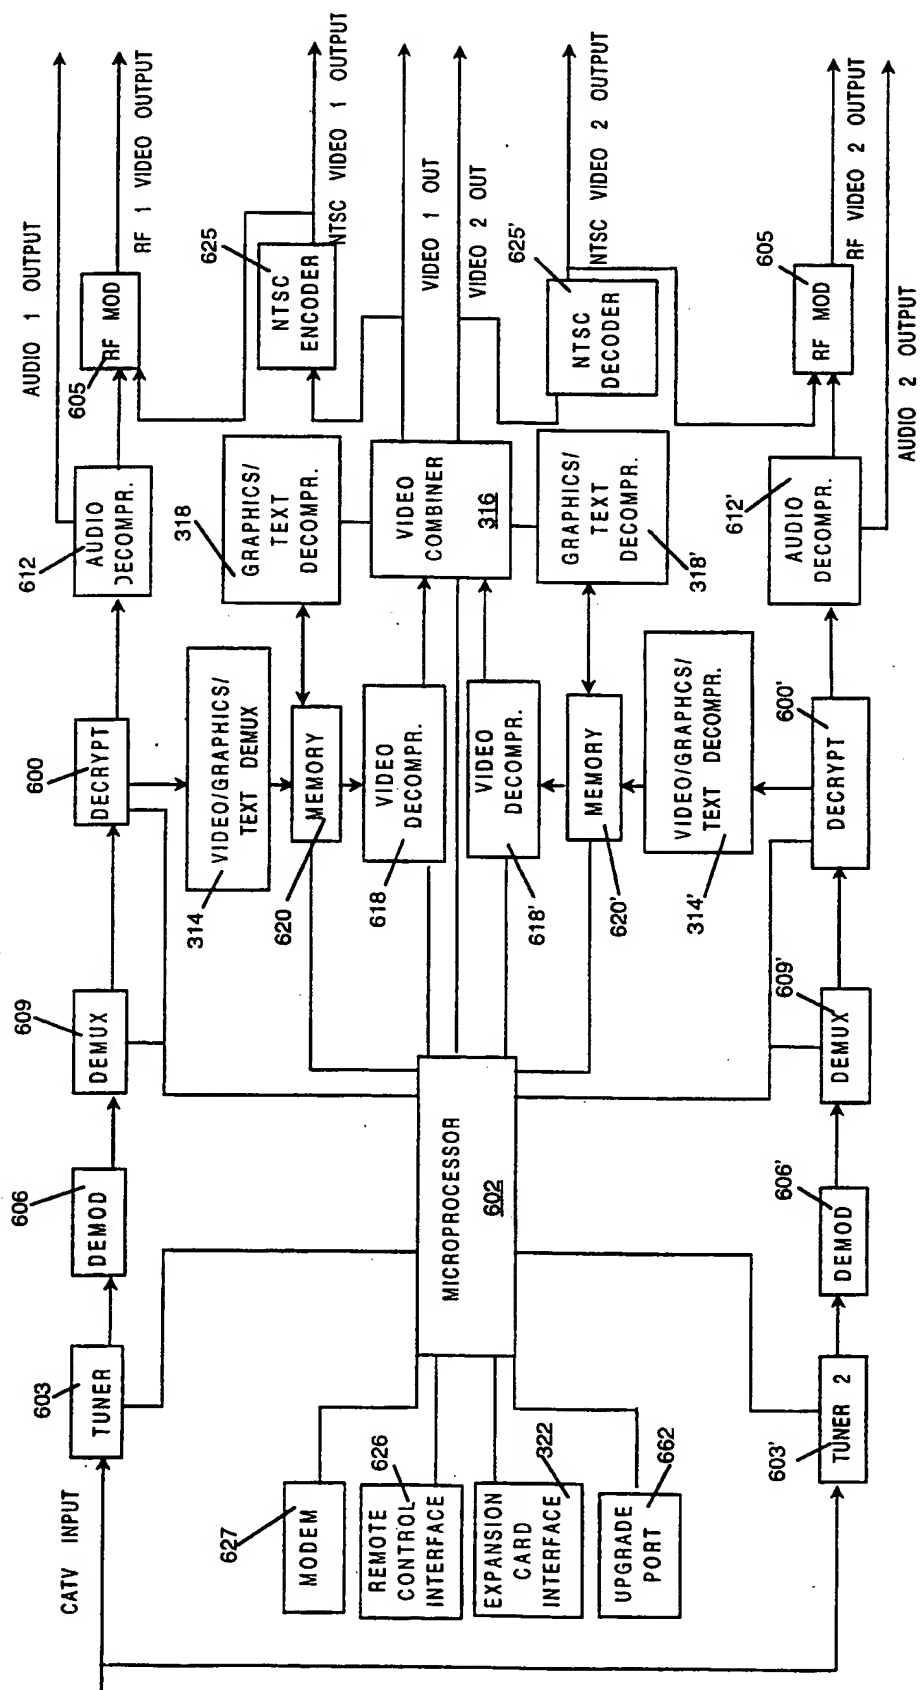 CATV INPUT
603
TUNER
606
DEMOD
609
DEMUX
600
DECRYPT
612
AUDIO
DECOMPR.
AUDIO 1 OUTPUT
605
RF MOD
RF 1 VIDEO OUTPUT
314
VIDEO/GRAPHICS/
TEXT DEMUX
318
GRAPHICS/
TEXT
DECOMPR.
625
NTSC
ENCODER
NTSC VIDEO 1 OUTPUT
627
MODEM
620
MEMORY
626
REMOTE
CONTROL
INTERFACE
618
VIDEO
DECOMPR.
VIDEO
COMBINER
316
VIDEO 1 OUT
VIDEO 2 OUT
MICROPROCESSOR
602
322
EXPANSION
CARD
INTERFACE
618'
VIDEO
DECOMPR.
662
UPGRADE
PORT
620'
MEMORY
318'
GRAPHICS/
TEXT
DECOMPR.
625'
NTSC
DECODER
NTSC VIDEO 2 OUTPUT
314'
VIDEO/GRAPHICS/
TEXT DECOMPR.
603'
TUNER 2
606'
DEMOD
609'
DEMUX
600'
DECRYPT
612'
AUDIO
DECOMPR.
605
RF MOD
RF VIDEO 2 OUTPUT
AUDIO 2 OUTPUT